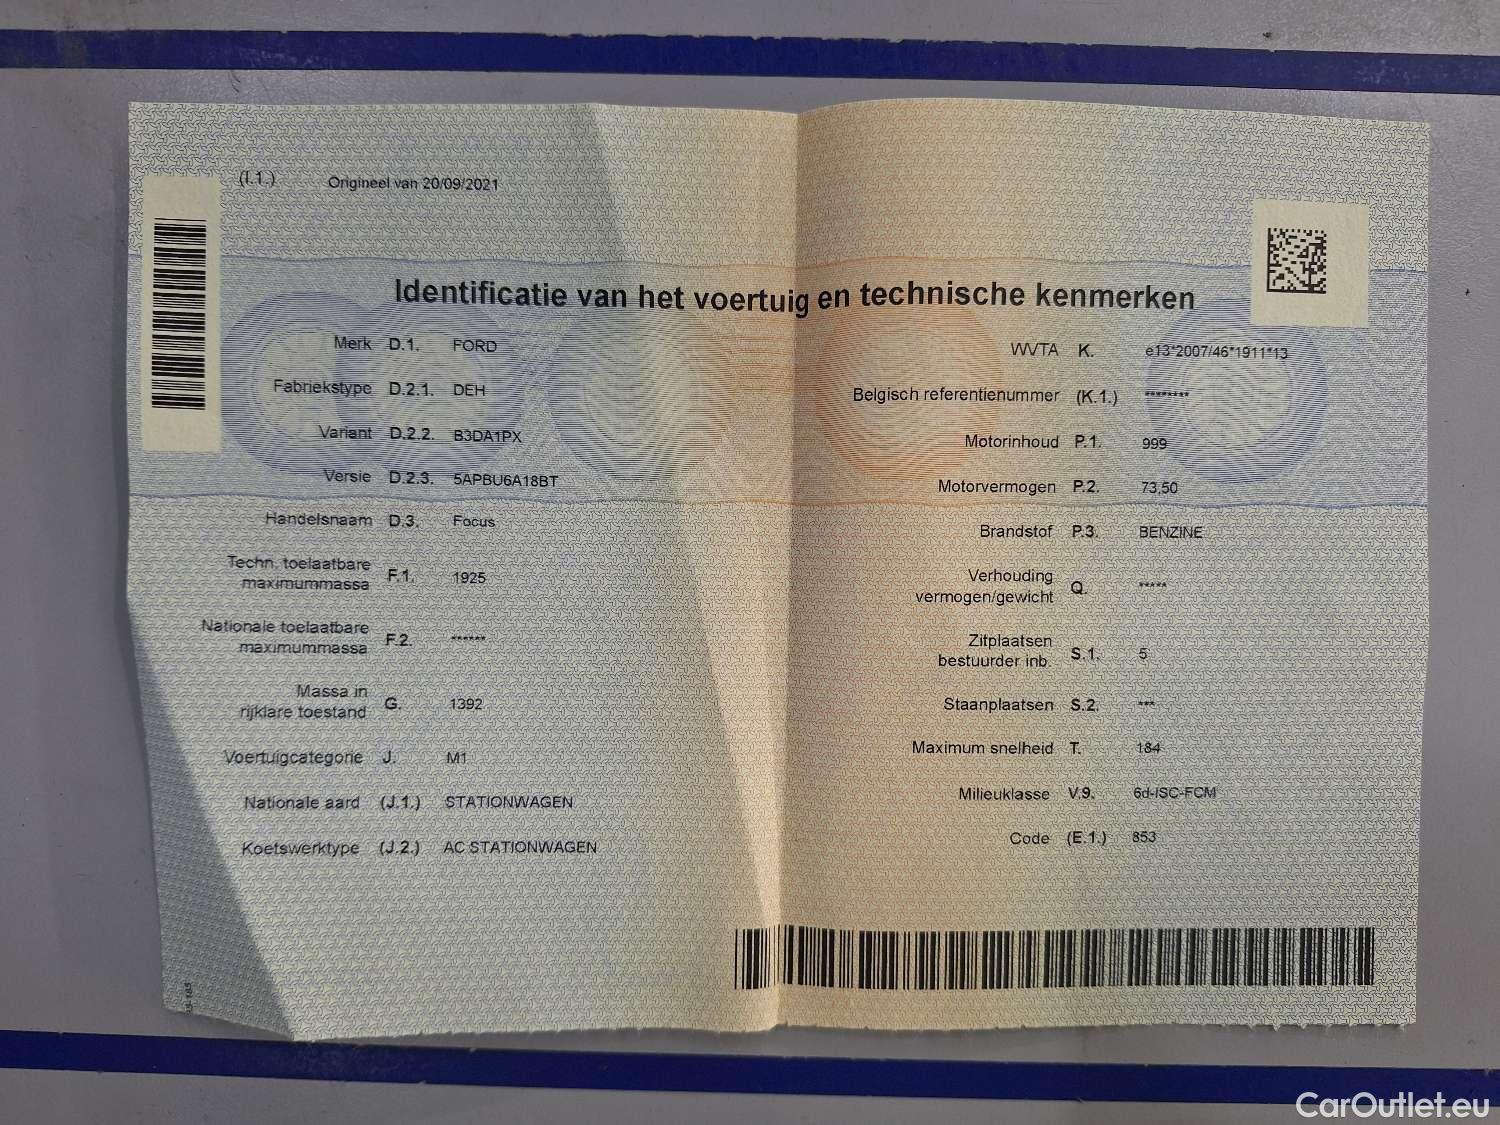 (I.1.) Origineel van 20/09/2021
Identificatie van het voertuig en technische kenmerken
Merk D.1. FORD
Fabriekstype D.2.1. DEH
Variant D.2.2. B3DA1PX
Versie D.2.3. 5APBU6A18BT
Handelsnaam D.3. Focus
Techn. toelaatbare
maximummassa F.1. 1925
Nationale toelaatbare
maximummassa F.2. ******
Massa in
rijklare toestand G. 1392
Voertuigcategorie J. M1
Nationale aard (J.1.) STATIONWAGEN
Koetswerktype (J.2.) AC STATIONWAGEN
WVTA K. e13*2007/46*1911*13
Belgisch referentienummer (K.1.) ********
Motorinhoud P.1. 999
Motorvermogen P.2. 73,50
Brandstof P.3. BENZINE
Verhouding
vermogen/gewicht Q. *****
Zitplaatsen
bestuurder inb. S.1. 5
Staanplaatsen S.2. ***
Maximum snelheid T. 184
Milieuklasse V.9. 6d-ISC-FCM
Code (E.1.) 853
CarOutlet.eu